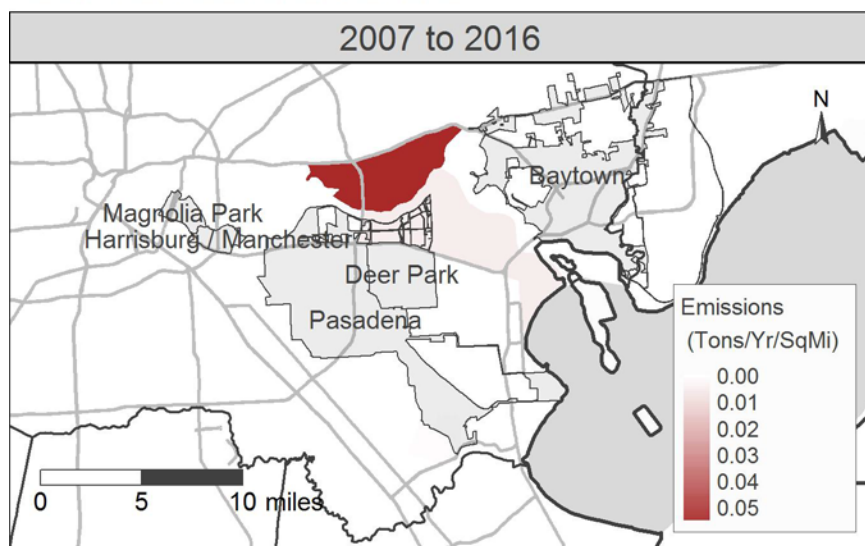 2007 to 2016
N
Baytown
Magnolia Park
Harrisburg / Manchester
Deer Park
Pasadena
Emissions
(Tons/Yr/SqMi)
0.00
0.01
0.02
0.03
0.04
0.05
0 5 10 miles